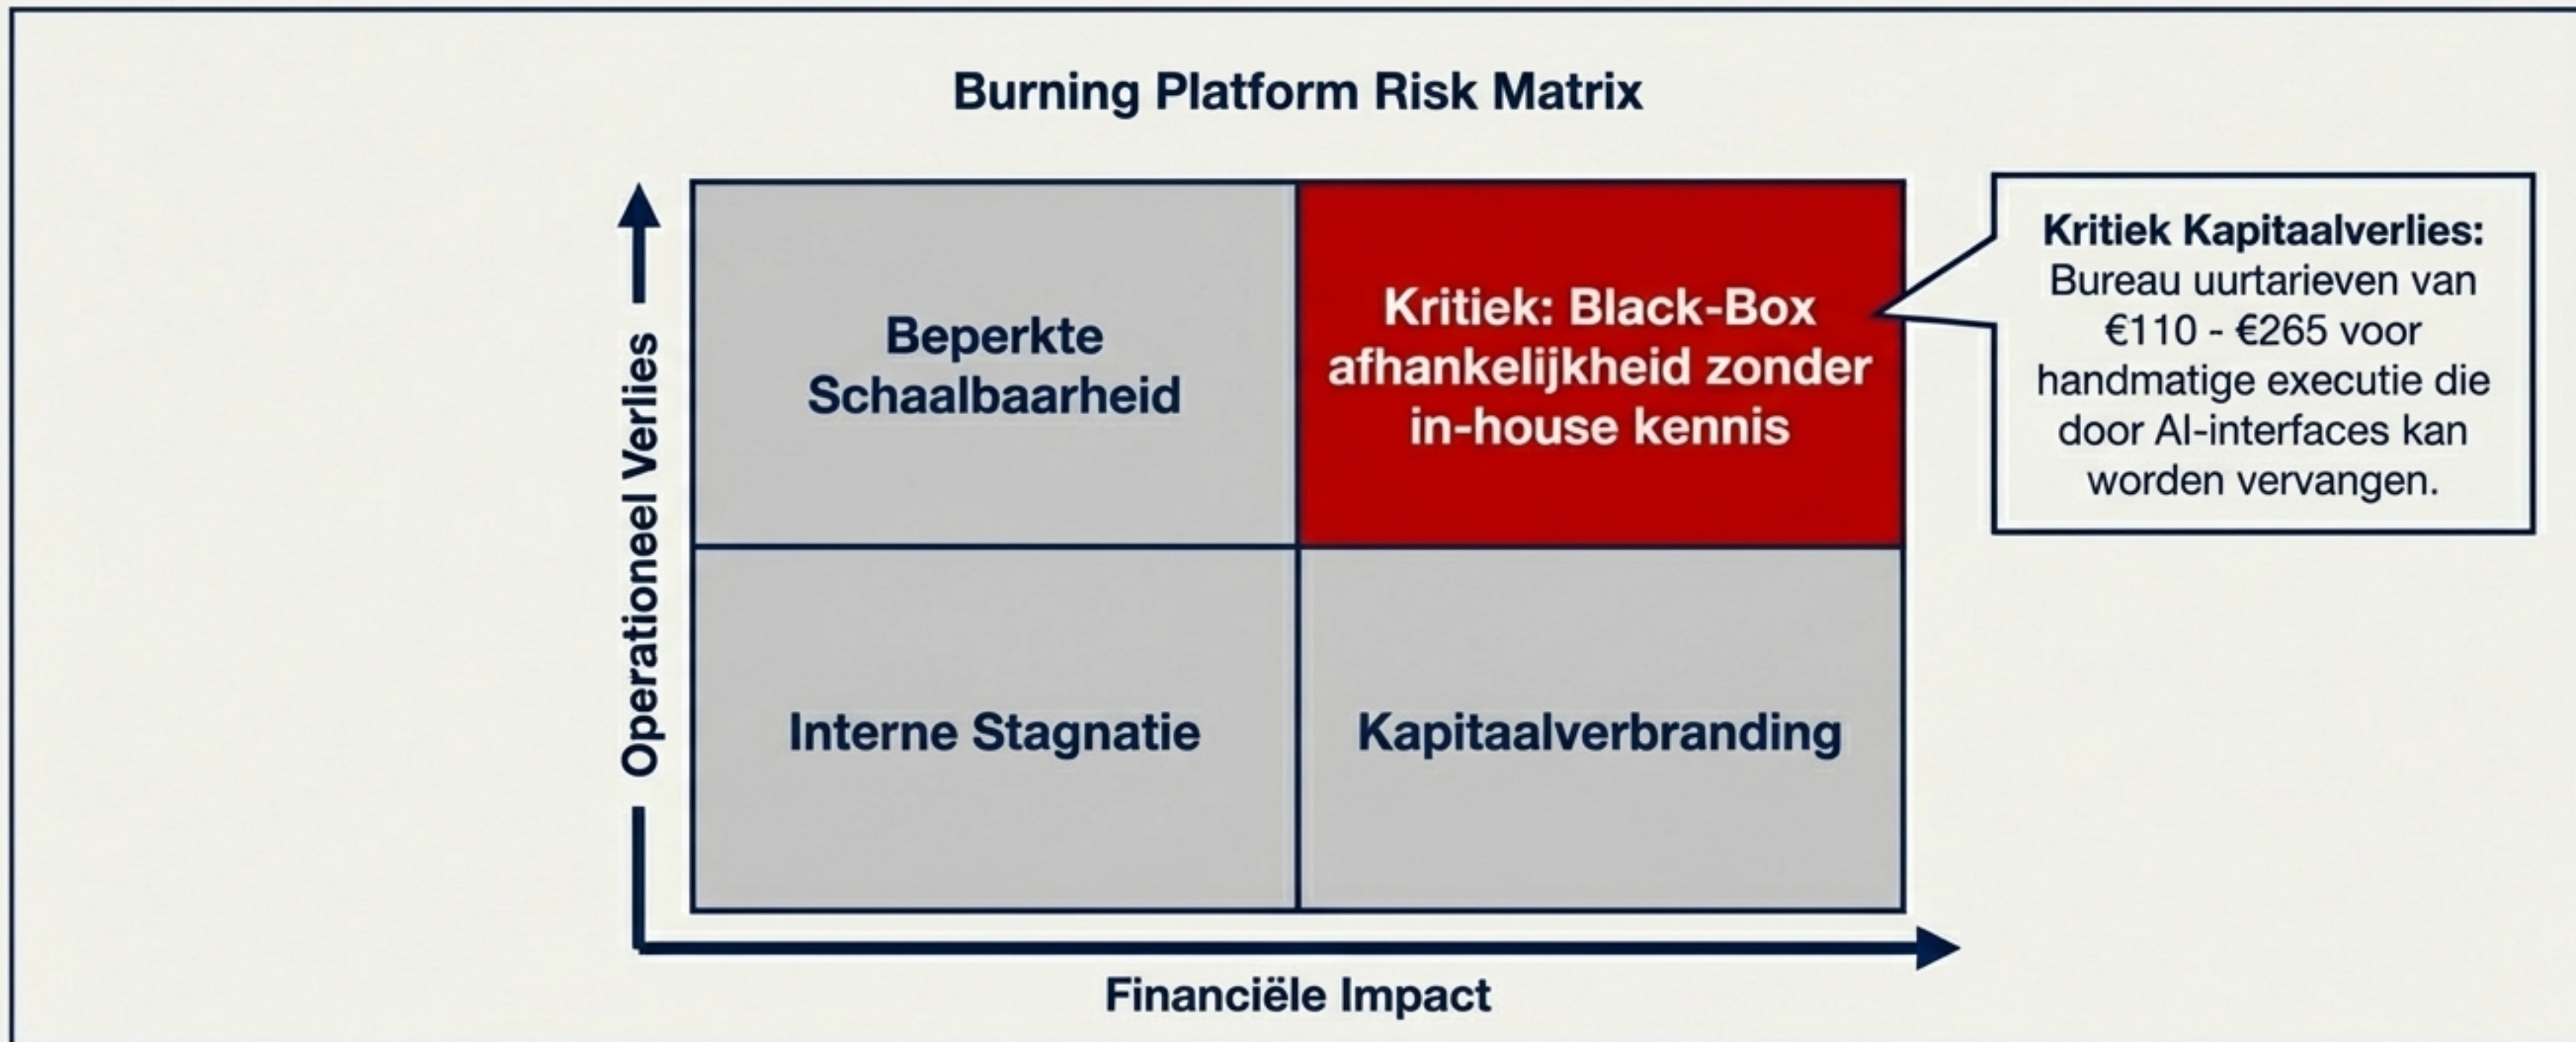 Burning Platform Risk Matrix
Operationeel Verlies
Beperkte
Schaalbaarheid
Kritiek: Black-Box
afhankelijkheid zonder
in-house kennis
Kritiek Kapitaalverlies:
Bureau uurtarieven van
€110 - €265 voor
handmatige executie die
door AI-interfaces kan
worden vervangen.
Interne Stagnatie
Kapitaalverbranding
Financiële Impact